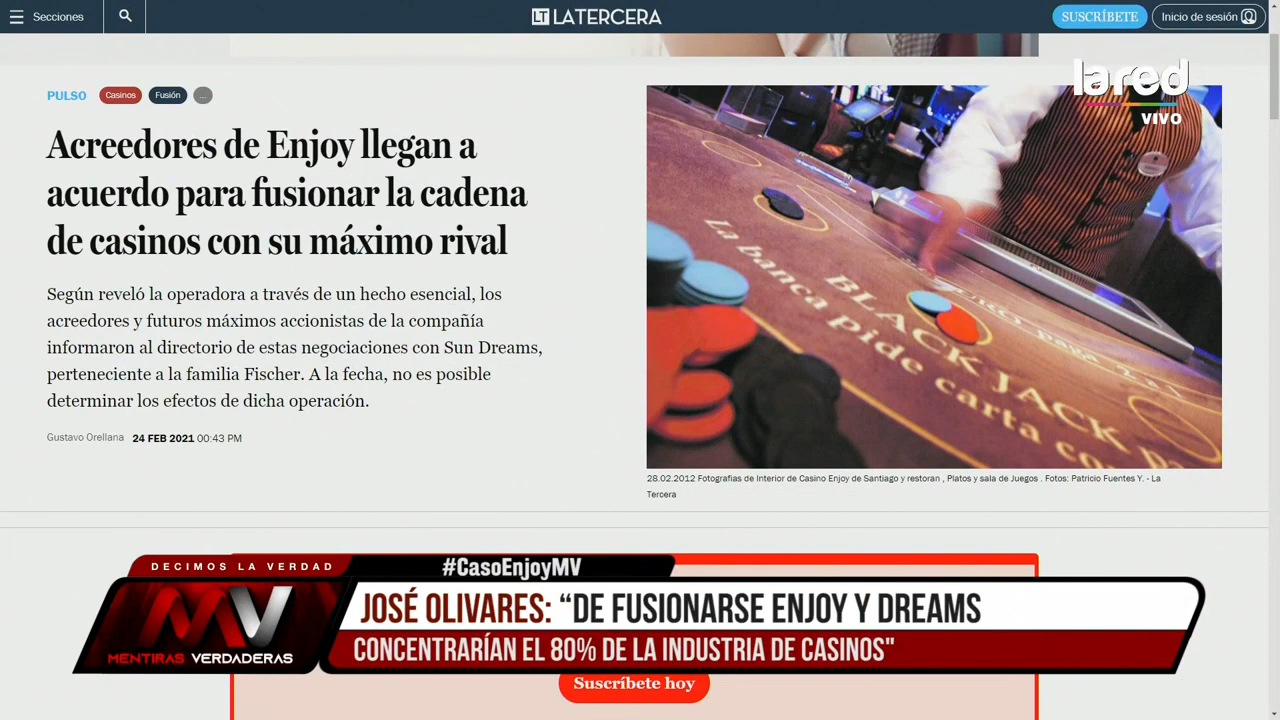 Secciones
LT LATERCERA
SUSCRÍBETE
Inicio de sesión
lared
VIVO
PULSO
Casinos
Fusión
...
Acreedores de Enjoy llegan a
acuerdo para fusionar la cadena
de casinos con su máximo rival
Según reveló la operadora a través de un hecho esencial, los
acreedores y futuros máximos accionistas de la compañía
informaron al directorio de estas negociaciones con Sun Dreams,
perteneciente a la familia Fischer. A la fecha, no es posible
determinar los efectos de dicha operación.
Gustavo Orellana 24 FEB 2021 00:43 PM
BLACK JACK
La banca pide carta
28.02.2012 Fotografias de Interior de Casino Enjoy de Santiago y restoran , Platos y sala de Juegos . Fotos: Patricio Fuentes Y. - La
Tercera
DECIMOS LA VERDAD
#CasoEnjoyMV
MV
MENTIRAS VERDADERAS
JOSÉ OLIVARES: “DE FUSIONARSE ENJOY Y DREAMS
CONCENTRARÍAN EL 80% DE LA INDUSTRIA DE CASINOS"
Suscríbete hoy